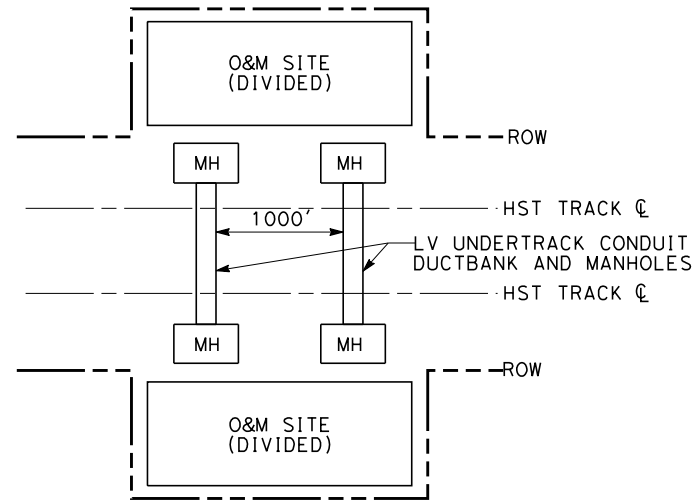 O&M SITE
(DIVIDED)
ROW
MH MH
HST TRACK ℄
1000'
LV UNDERTRACK CONDUIT
DUCTBANK AND MANHOLES
HST TRACK ℄
MH MH
ROW
O&M SITE
(DIVIDED)